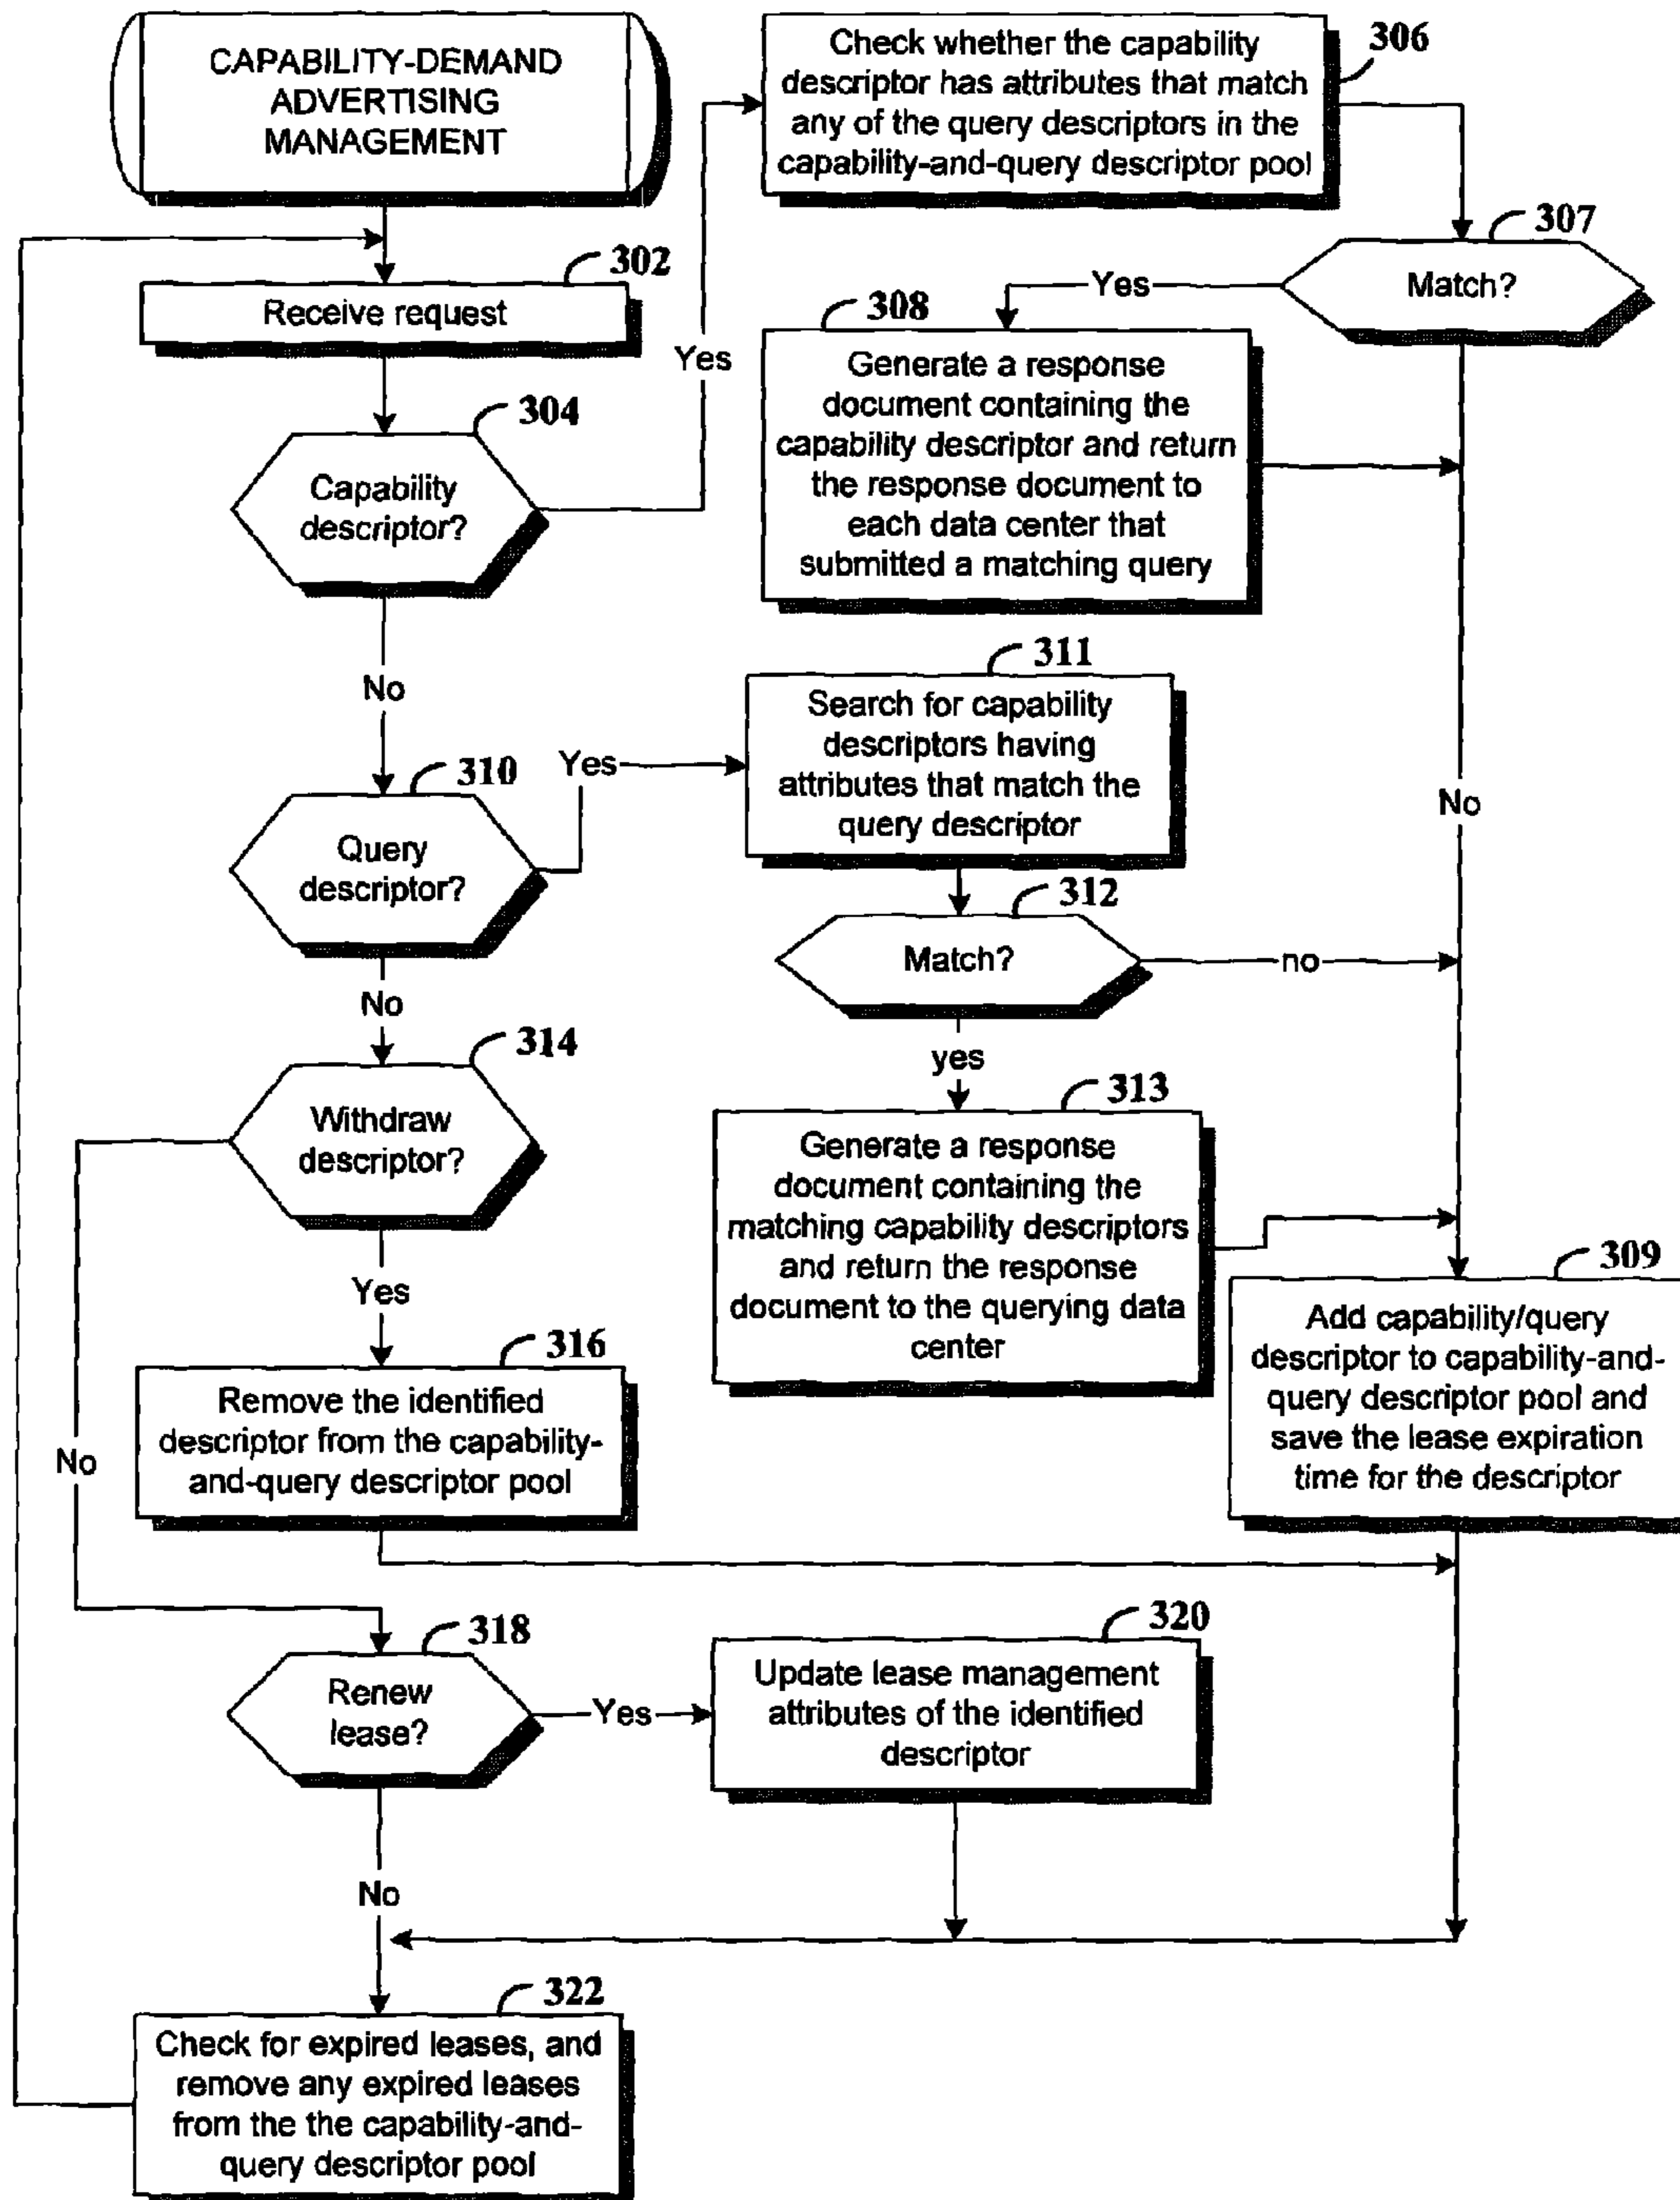 CAPABILITY-DEMAND
ADVERTISING
MANAGEMENT
302
Receive request
304
Capability
descriptor?
Yes
306
Check whether the capability
descriptor has attributes that match
any of the query descriptors in the
capability-and-query descriptor pool
307
Match?
Yes
308
Generate a response
document containing the
capability descriptor and return
the response document to
each data center that
submitted a matching query
No
No
310
Query
descriptor?
Yes
311
Search for capability
descriptors having
attributes that match the
query descriptor
312
Match?
no
yes
313
Generate a response
document containing the
matching capability descriptors
and return the response
document to the querying data
center
309
Add capability/query
descriptor to capability-and-
query descriptor pool and
save the lease expiration
time for the descriptor
No
314
Withdraw
descriptor?
Yes
316
Remove the identified
descriptor from the capability-
and-query descriptor pool
No
318
Renew
lease?
Yes
320
Update lease management
attributes of the identified
descriptor
No
322
Check for expired leases, and
remove any expired leases
from the the capability-and-
query descriptor pool